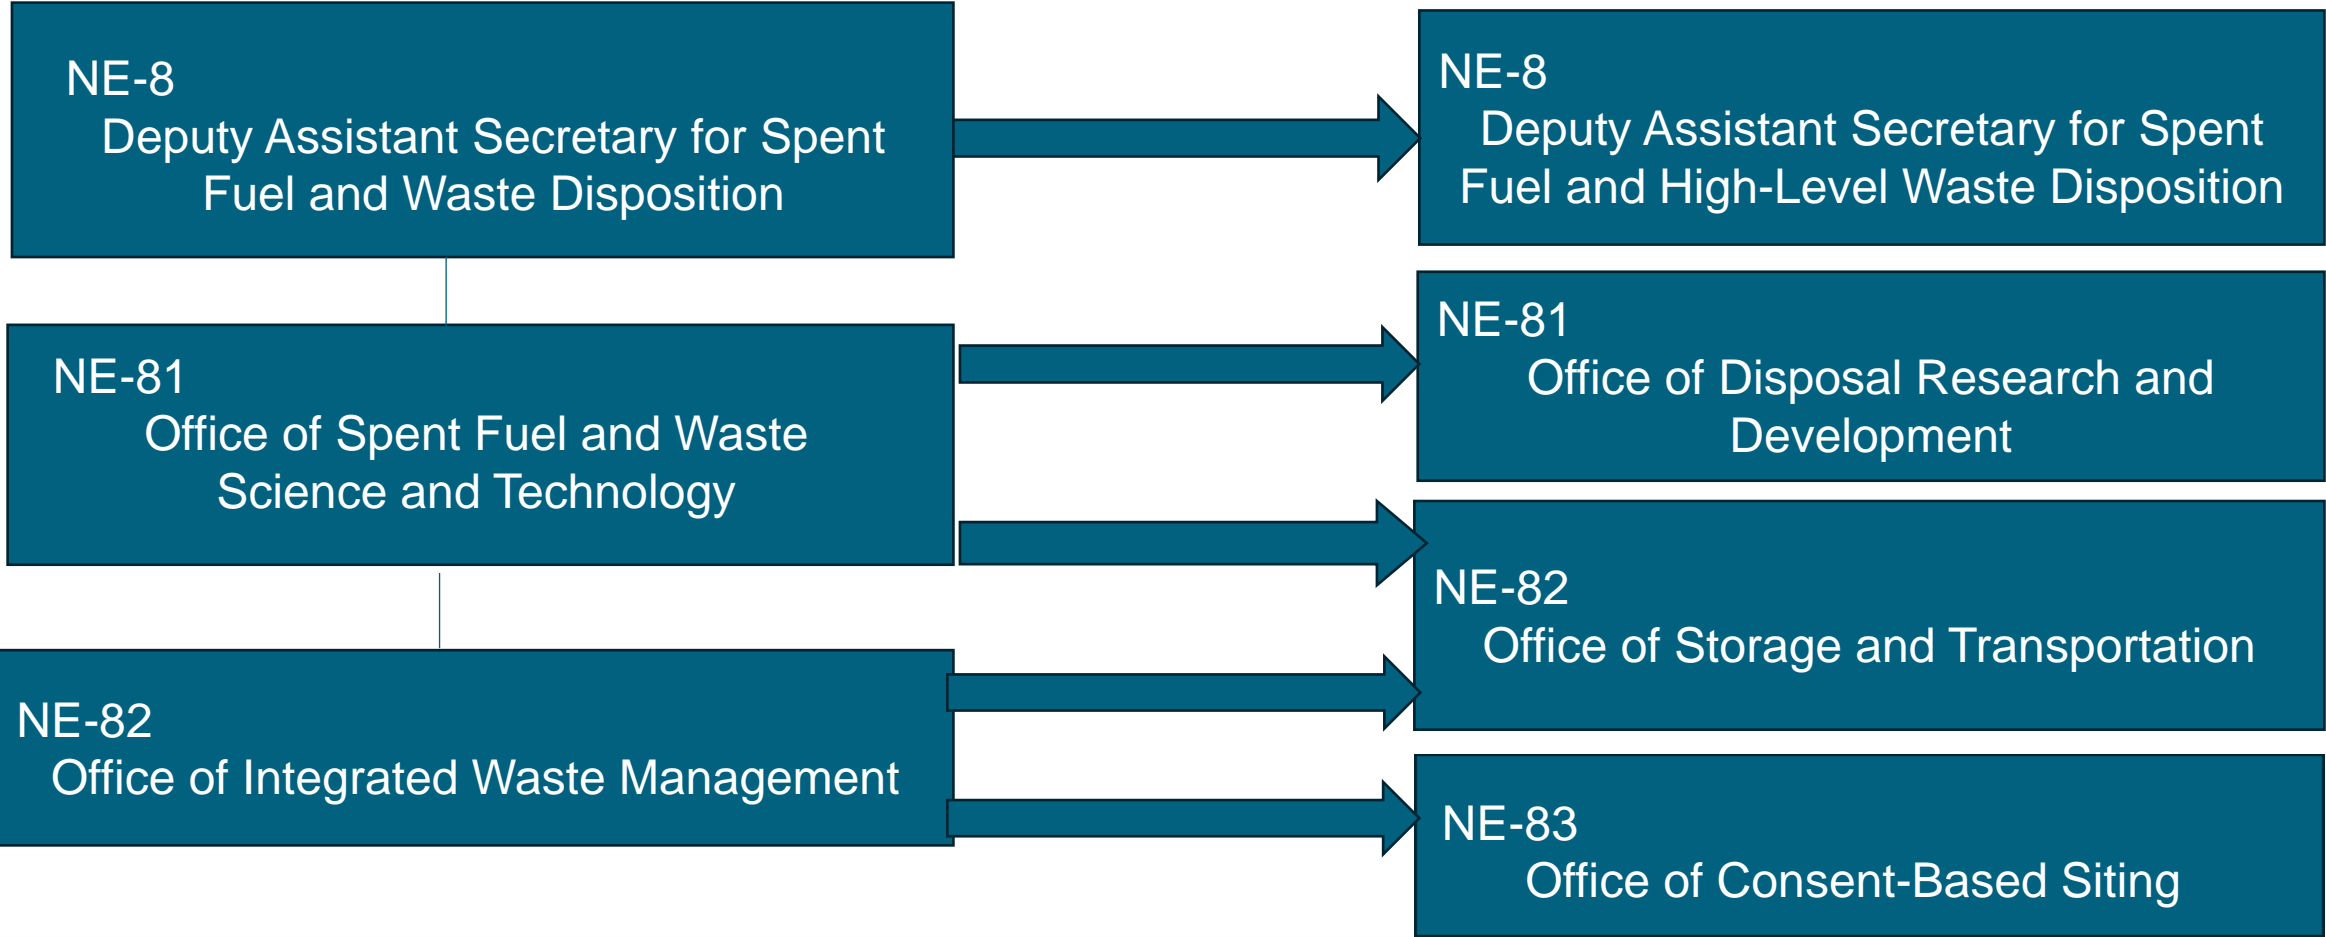 NE-8
Deputy Assistant Secretary for Spent
Fuel and Waste Disposition
NE-81
Office of Spent Fuel and Waste
Science and Technology
NE-82
Office of Integrated Waste Management
NE-8
Deputy Assistant Secretary for Spent
Fuel and High-Level Waste Disposition
NE-81
Office of Disposal Research and
Development
NE-82
Office of Storage and Transportation
NE-83
Office of Consent-Based Siting